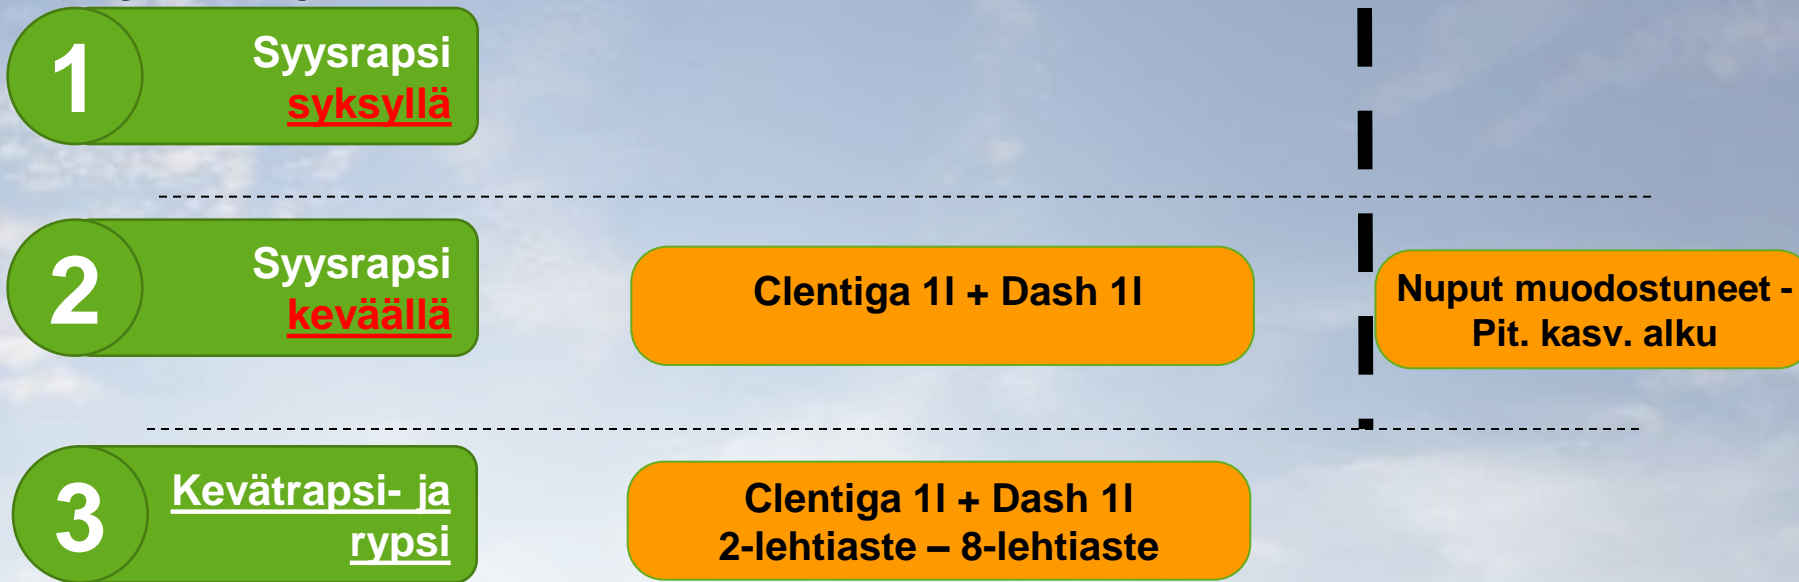 1
Syysrapsi
syksyllä
2
Syysrapsi
keväällä
Clentiga 1l + Dash 1l
Nuput muodostuneet -
Pit. kasv. alku
3
Kevätrapsi- ja
rypsi
Clentiga 1l + Dash 1l
2-lehtiaste – 8-lehtiaste